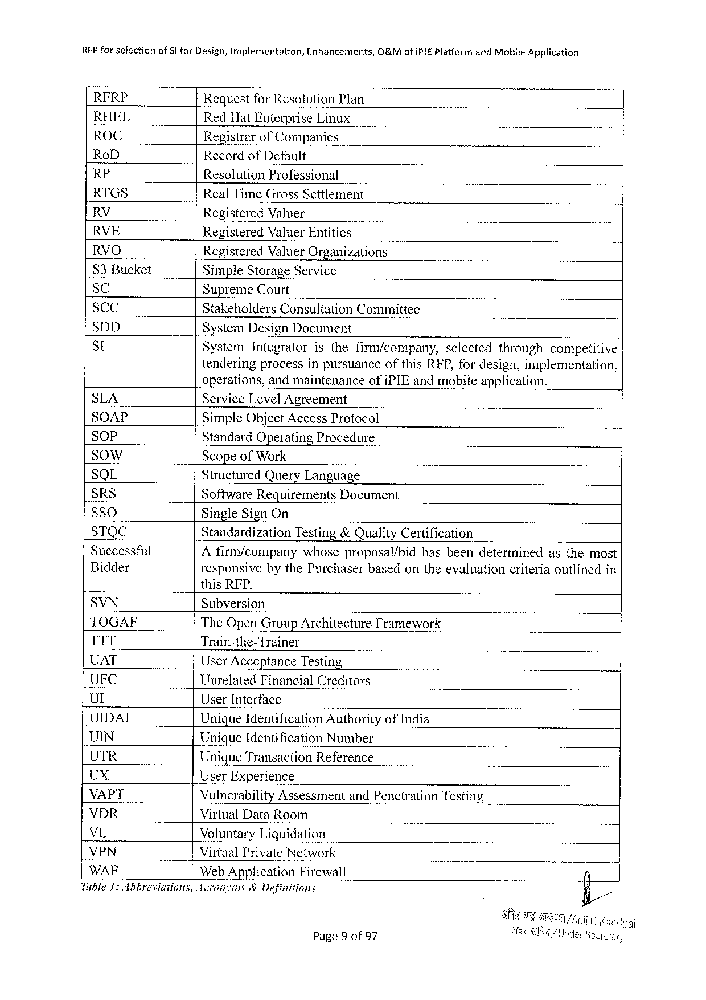 RFP for selection of SI for Design, Implementation, Enhancements, O&M of iPIE Platform and Mobile Application
RFRP Request for Resolution Plan
RHEL Red Hat Enterprise Linux
ROC Registrar of Companies
RoD Record of Default
RP Resolution Professional
RTGS Real Time Gross Settlement
RV Registered Valuer
RVE Registered Valuer Entities
RVO Registered Valuer Organizations
S3 Bucket Simple Storage Service
SC Supreme Court
SCC Stakeholders Consultation Committee
SDD System Design Document
SI System Integrator is the firm/company, selected through competitive
tendering process in pursuance of this RFP, for design, implementation,
operations, and maintenance of iPIE and mobile application.
SLA Service Level Agreement
SOAP Simple Object Access Protocol
SOP Standard Operating Procedure
SOW Scope of Work
SQL Structured Query Language
SRS Software Requirements Document
SSO Single Sign On
STQC Standardization Testing & Quality Certification
Successful A firm/company whose proposal/bid has been determined as the most
Bidder responsive by the Purchaser based on the evaluation criteria outlined in
this RFP.
SVN Subversion
TOGAF The Open Group Architecture Framework
TTT Train-the-Trainer
UAT User Acceptance Testing
UFC Unrelated Financial Creditors
UI User Interface
UIDAI Unique Identification Authority of India
UIN Unique Identification Number
UTR Unique Transaction Reference
UX User Experience
VAPT Vulnerability Assessment and Penetration Testing
VDR Virtual Data Room
VL Voluntary Liquidation
VPN Virtual Private Network
WAF Web Application Firewall
Table 1: Abbreviations, Acronyms & Definitions
अनिल चन्द्र काण्डपाल/Anil C Kandpal
अवर सचिव/Under Secretary
Page 9 of 97